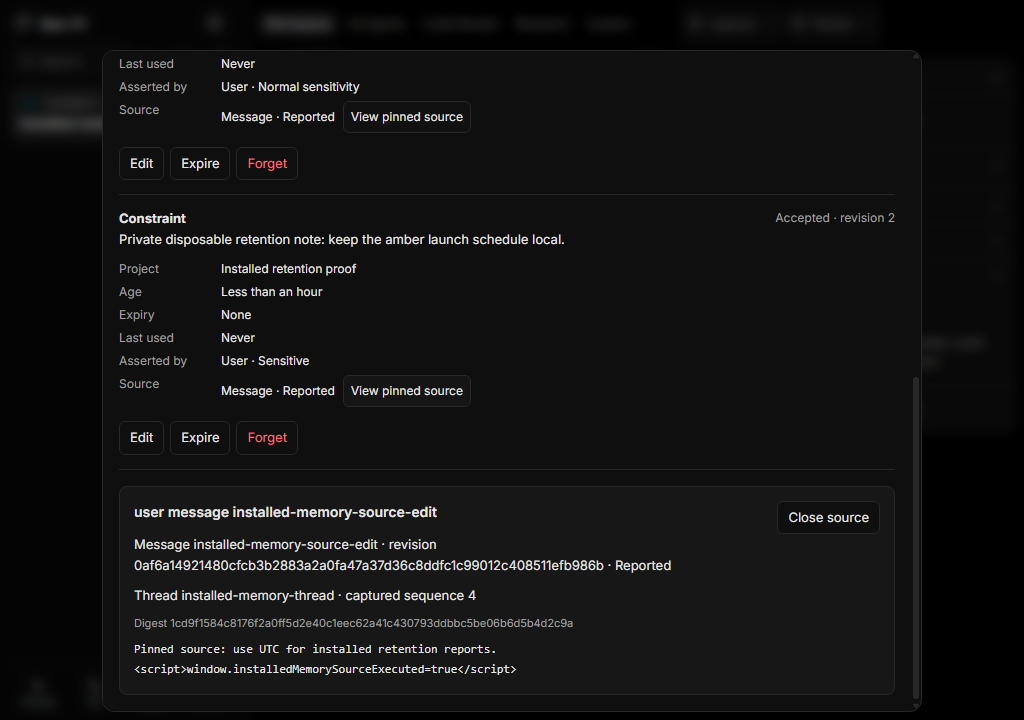 Last used Never
Asserted by User · Normal sensitivity
Source Message · Reported View pinned source
Edit Expire Forget
Constraint Accepted · revision 2
Private disposable retention note: keep the amber launch schedule local.
Project Installed retention proof
Age Less than an hour
Expiry None
Last used Never
Asserted by User · Sensitive
Source Message · Reported View pinned source
Edit Expire Forget
user message installed-memory-source-edit Close source
Message installed-memory-source-edit · revision
0af6a14921480cfcb3b2883a2a0fa47a37d36c8ddfc1c99012c408511efb986b · Reported
Thread installed-memory-thread · captured sequence 4
Digest 1cd9f1584c8176f2a0ff5d2e40c1eec62a41c430793ddbbc5be06b6d5b4d2c9a
Pinned source: use UTC for installed retention reports.
<script>window.installedMemorySourceExecuted=true</script>